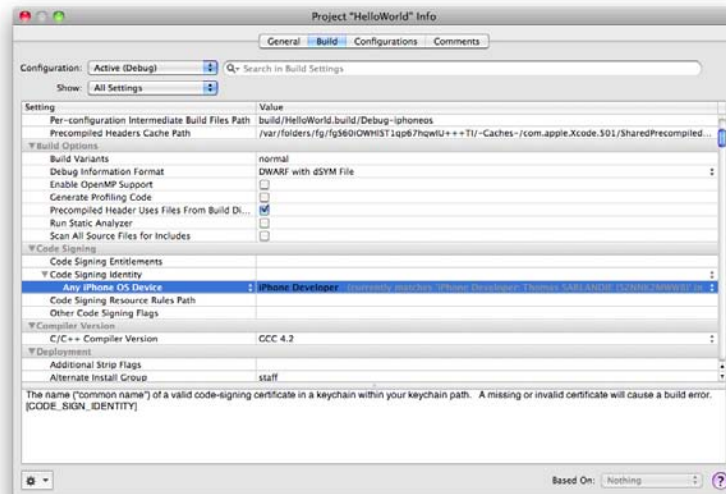 Project "HelloWorld" Info
General Build Configurations Comments
Configuration: Active (Debug) Search in Build Settings
Show: All Settings
Setting Value
Per-configuration Intermediate Build Files Path build/HelloWorld.build/Debug-iphoneos
Precompiled Headers Cache Path
Build Options
Build Variants normal
Debug Information Format DWARF with dSYM File
Enable OpenMP Support
Generate Profiling Code
Precompiled Header Uses Files From Build Di...
Run Static Analyzer
Scan All Source Files for Includes
Code Signing
Code Signing Entitlements
Code Signing Identity
Any iPhone OS Device iPhone Developer (currently matches 'iPhone Developer: Thomas SARLANDIE
Code Signing Resource Rules Path
Other Code Signing Flags
Compiler Version
C/C++ Compiler Version GCC 4.2
Deployment
Additional Strip Flags
Alternate Install Group staff
The name ("common name") of a valid code-signing certificate in a keychain within your keychain path. A missing or invalid certificate will cause a build error.
[CODE_SIGN_IDENTITY]
Based On: Nothing ?